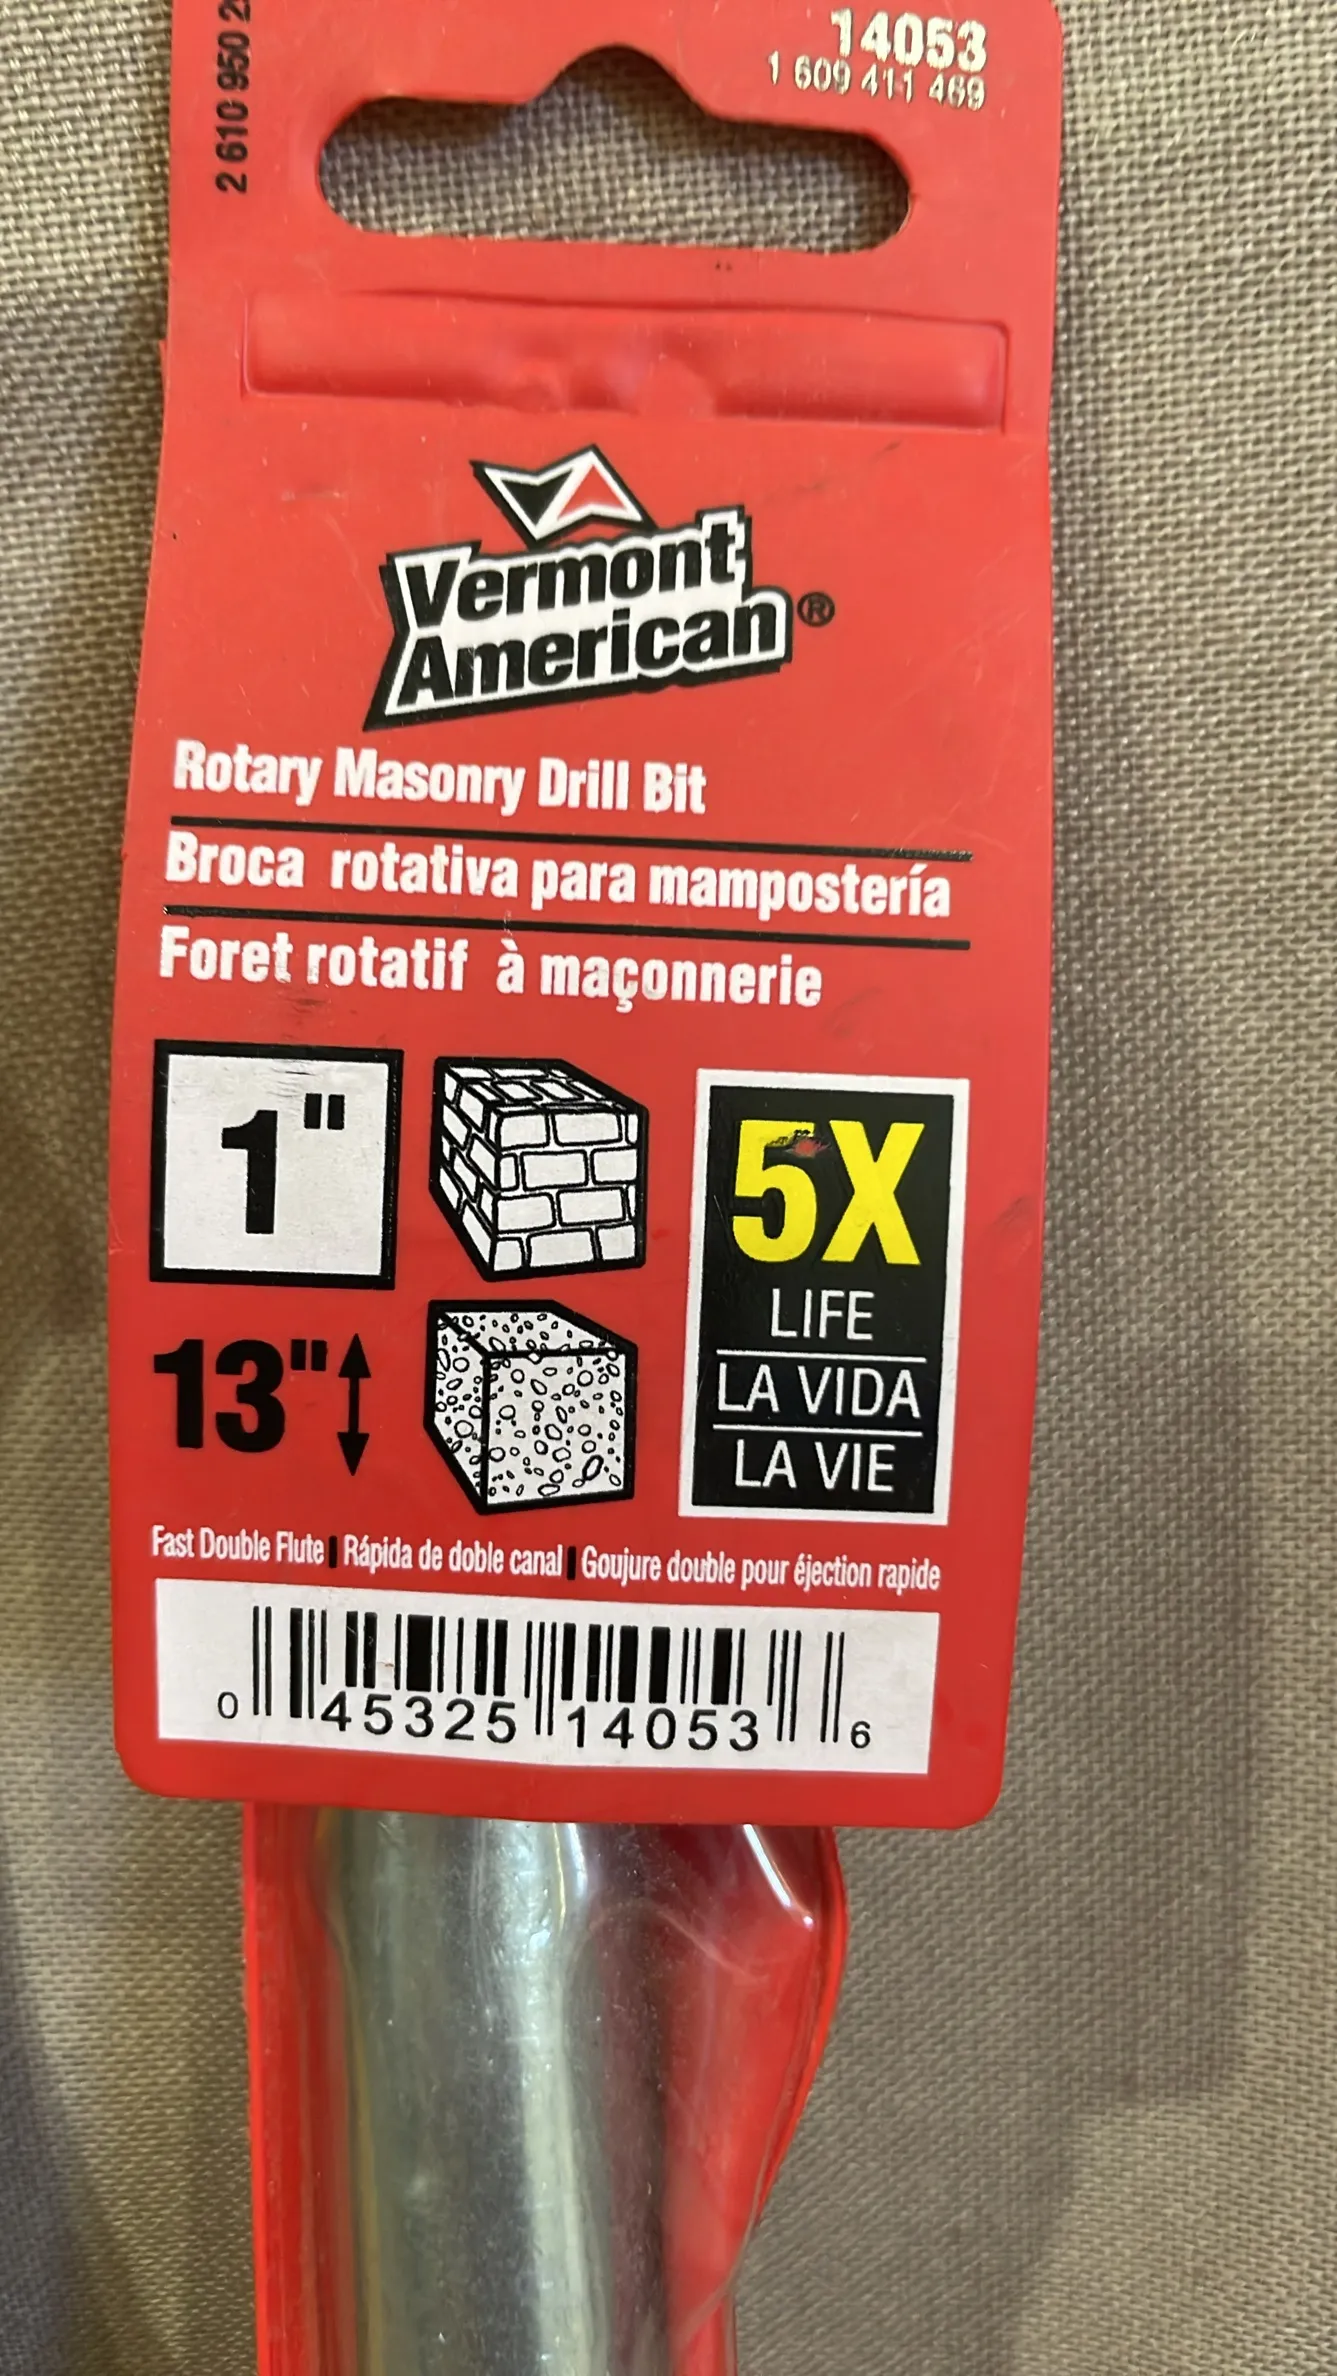 14053
1 609 411 469
2 610 950 2
Vermont
American®
Rotary Masonry Drill Bit
Broca rotativa para mampostería
Foret rotatif à maçonnerie
1"
13"
5X
LIFE
LA VIDA
LA VIE
Fast Double Flute | Rápida de doble canal | Goujure double pour éjection rapide
0 45325 14053 6